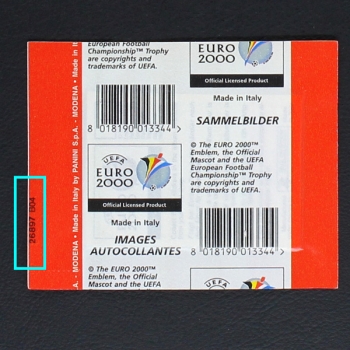 European Football
Championship™ Trophy
are copyrights and
trademarks of UEFA.
8 018190 013344 >
UEFA
EURO
2000
Official Licensed Product
Made in Italy
IMAGES
AUTOCOLLANTES
© The EURO 2000™
Emblem, the Official
Mascot and the UEFA
EURO
2000
Official Licensed Product
Made in Italy
SAMMELBILDER
© The EURO 2000™
Emblem, the Official
Mascot and the UEFA
European Football
Championship™ Trophy
are copyrights and
trademarks of UEFA.
8 018190 013344 >
UEFA
.A. - MODENA • Made in Italy by PANINI S.p.A. - MODENA • Made in
26897 604